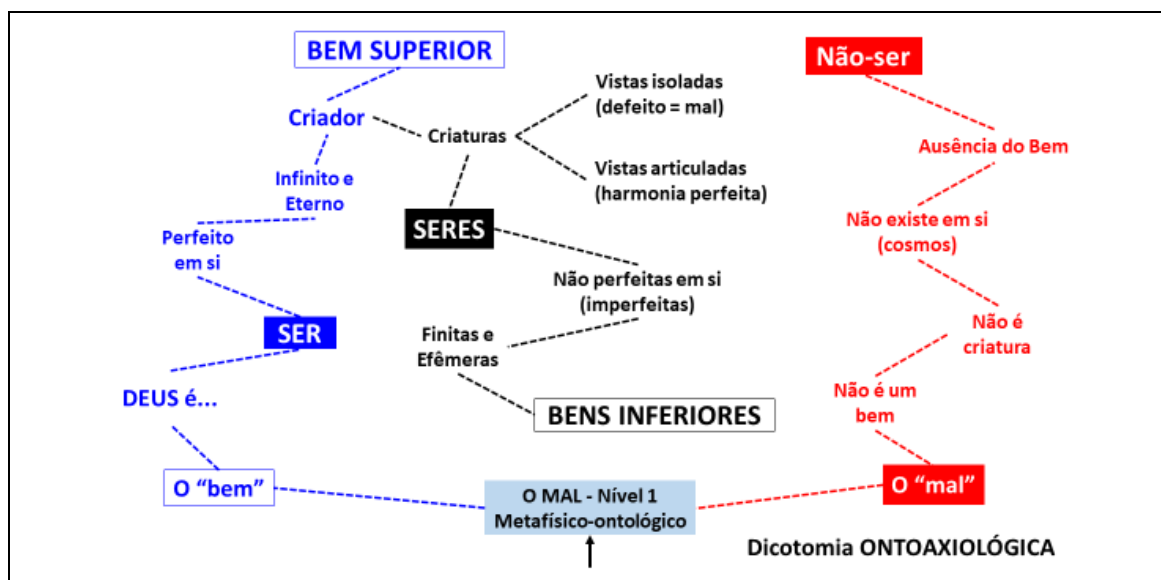 BEM SUPERIOR
Não-ser
Vistas isoladas
(defeito = mal)
Criador
Criaturas
Ausência do Bem
Vistas articuladas
(harmonia perfeita)
Infinito e
Eterno
SERES
Não existe em si
(cosmos)
Perfeito
em si
Não perfeitas em si
(imperfeitas)
SER
Finitas e
Efêmeras
Não é
criatura
DEUS é...
Não é um
bem
BENS INFERIORES
O “bem”
O MAL - Nível 1
Metafísico-ontológico
O “mal”
Dicotomia ONTOAXIOLÓGICA